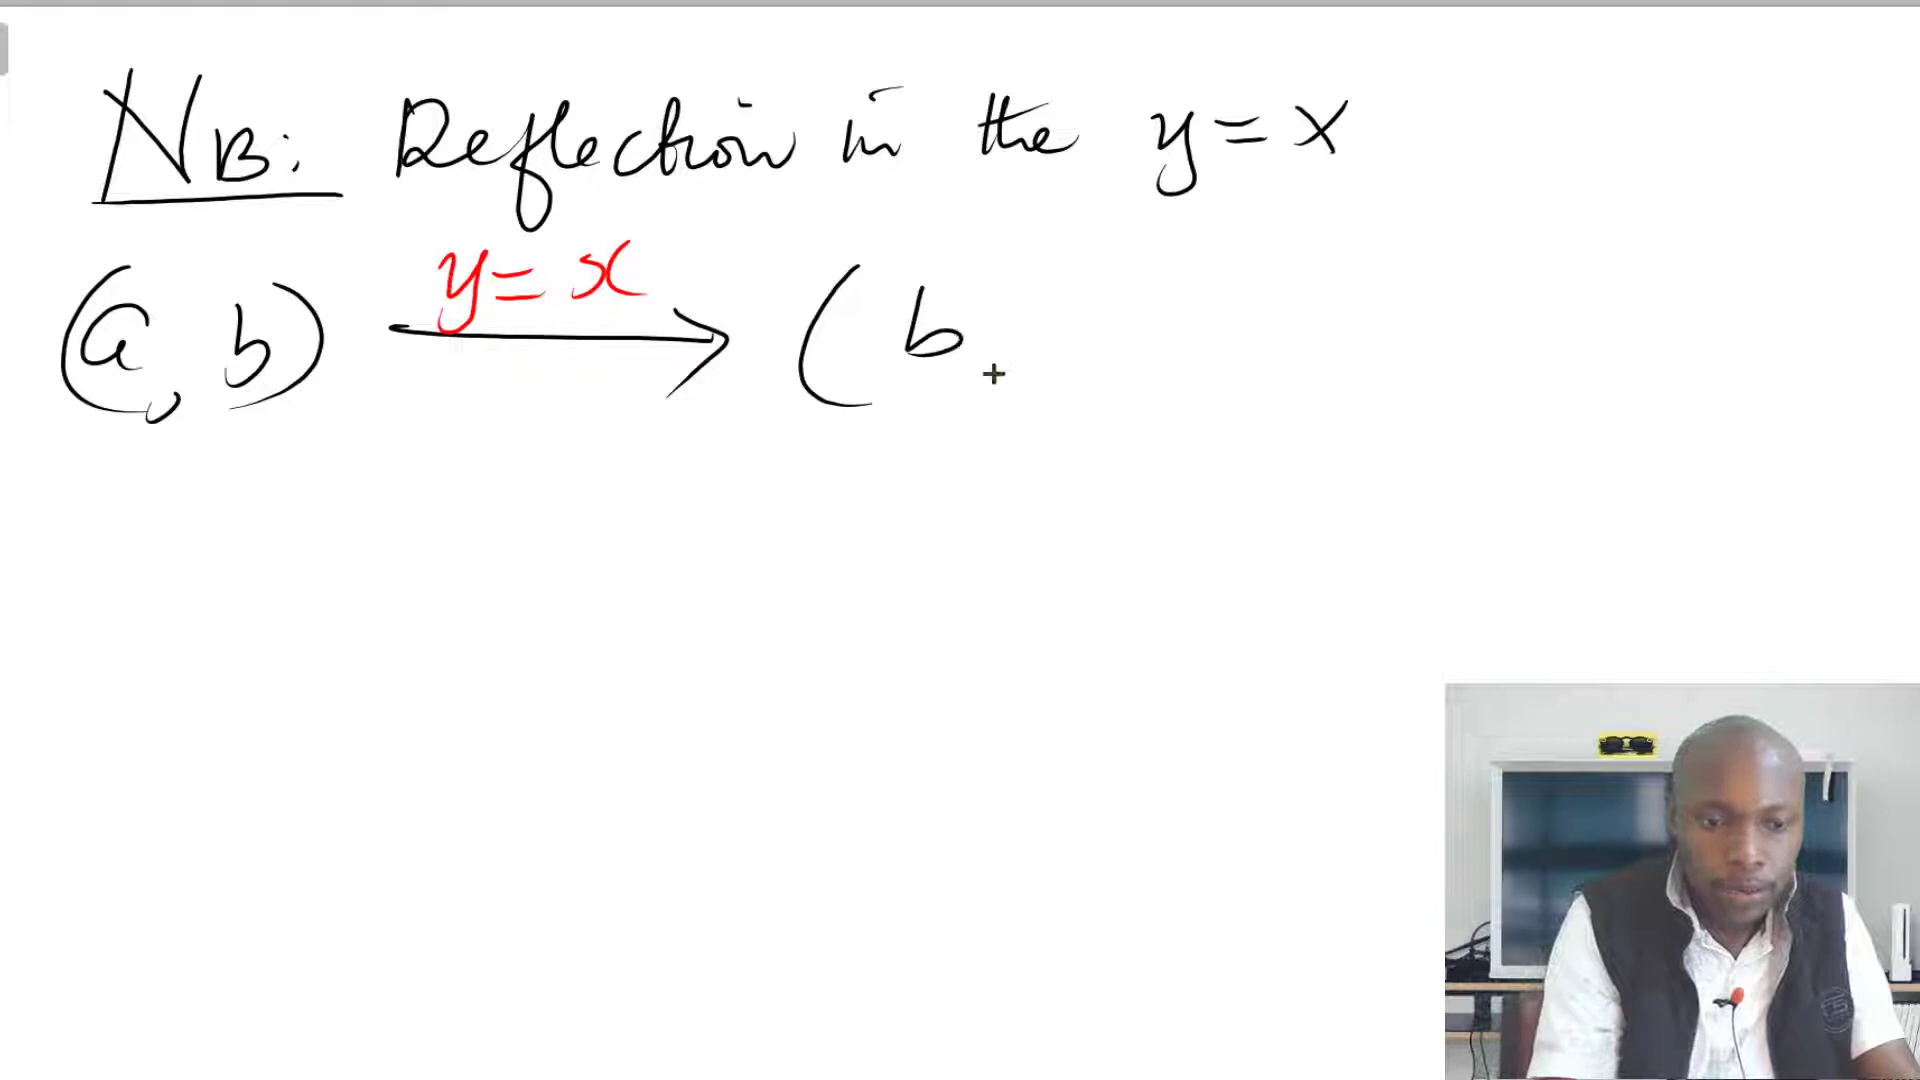 NB: Reflection in the y = x
(a, b) y = x → ( b